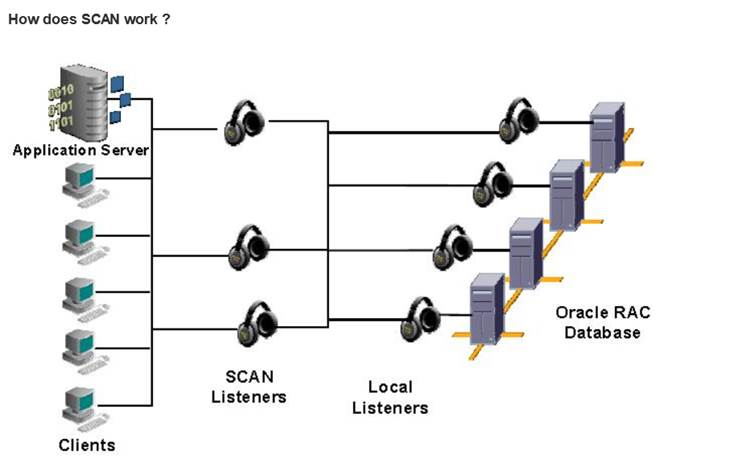 How does SCAN work ?
0010
0101
1101
Application Server
SCAN
Listeners
Local
Listeners
Oracle RAC
Database
Clients